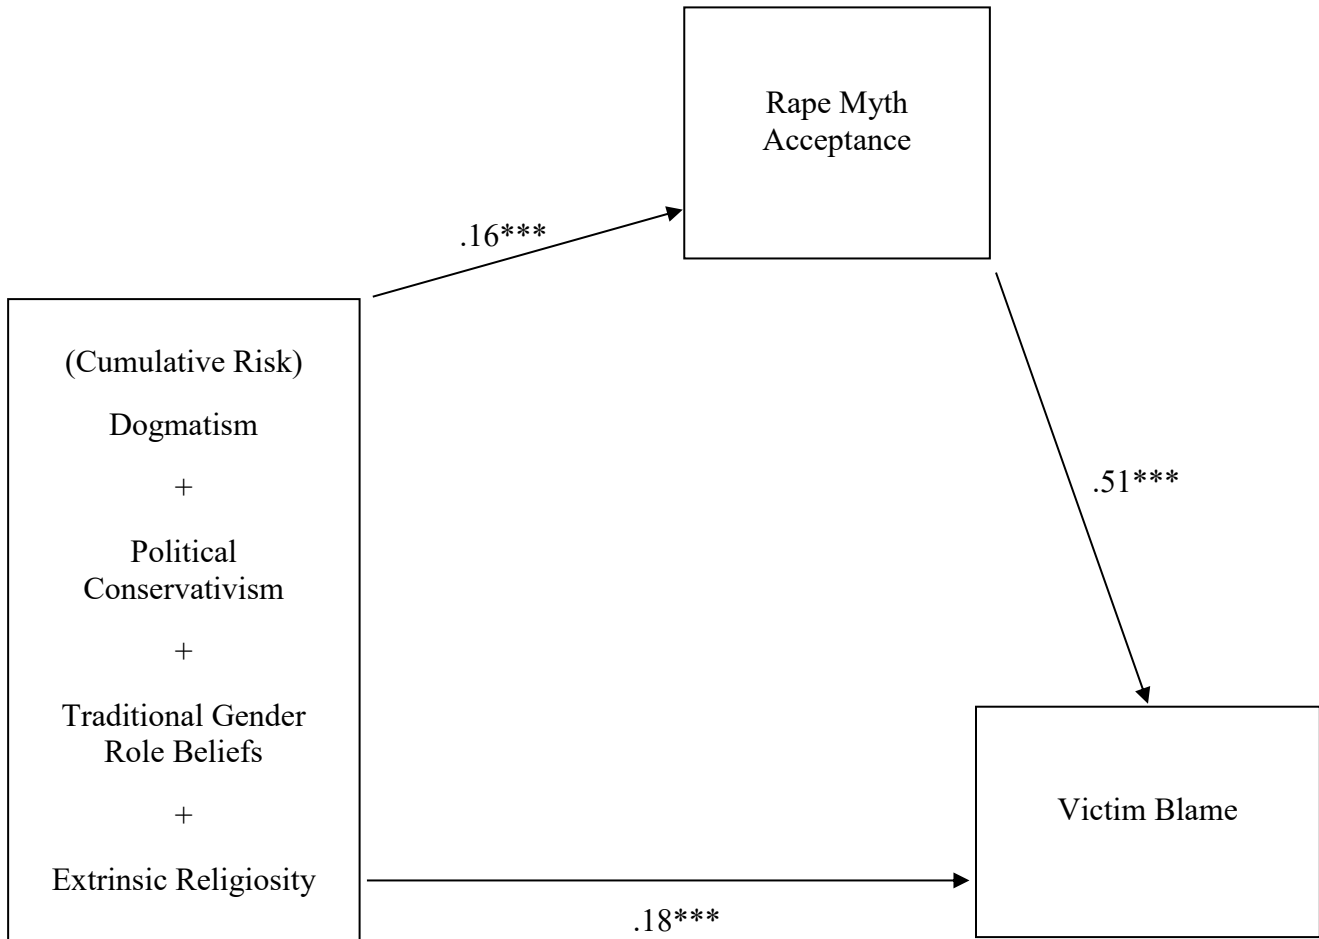 Rape Myth
Acceptance
.16***
(Cumulative Risk)
Dogmatism
+
Political
Conservativism
+
Traditional Gender
Role Beliefs
+
Extrinsic Religiosity
.51***
Victim Blame
.18***